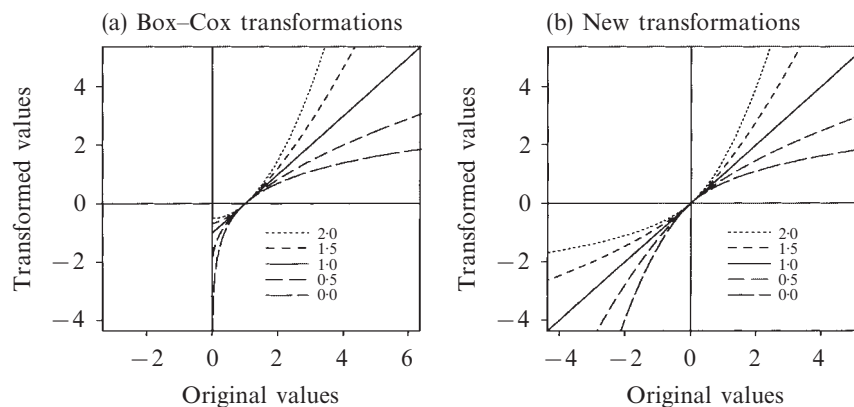 (a) Box–Cox transformations
Transformed values
4
2
0
−2
−4
2·0
1·5
1·0
0·5
0·0
−2 0 2 4 6
Original values
(b) New transformations
Transformed values
4
2
0
−2
−4
2·0
1·5
1·0
0·5
0·0
−4 −2 0 2 4
Original values